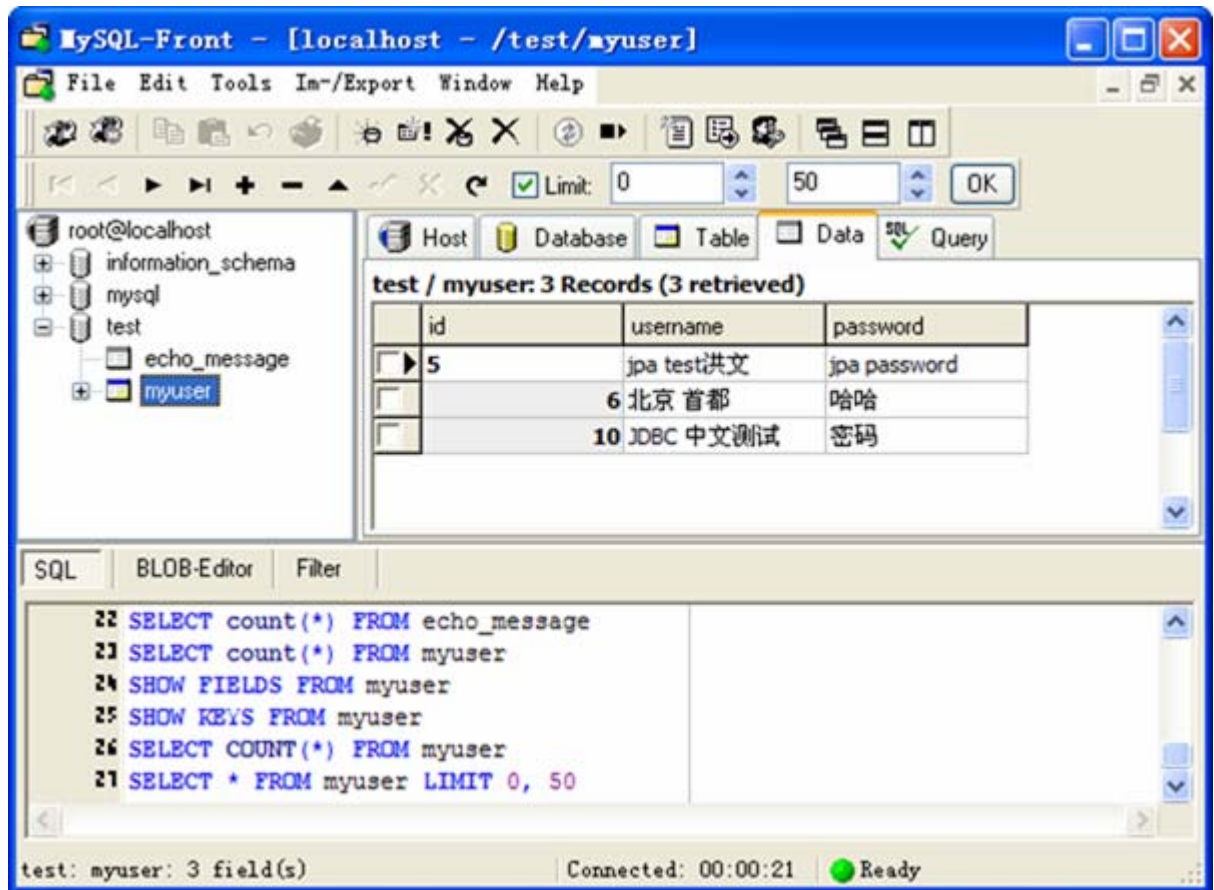 MySQL-Front - [localhost - /test/myuser]
File Edit Tools Im-/Export Window Help
Limit: 0 50 OK
root@localhost
information_schema
mysql
test
echo_message
myuser
Host Database Table Data SQL Query
test / myuser: 3 Records (3 retrieved)
id username password
5 jpa test洪文 jpa password
6 北京 首都 哈哈
10 JDBC 中文测试 密码
SQL BLOB-Editor Filter
22 SELECT count(*) FROM echo_message
23 SELECT count(*) FROM myuser
24 SHOW FIELDS FROM myuser
25 SHOW KEYS FROM myuser
26 SELECT COUNT(*) FROM myuser
27 SELECT * FROM myuser LIMIT 0, 50
test: myuser: 3 field(s) Connected: 00:00:21 Ready